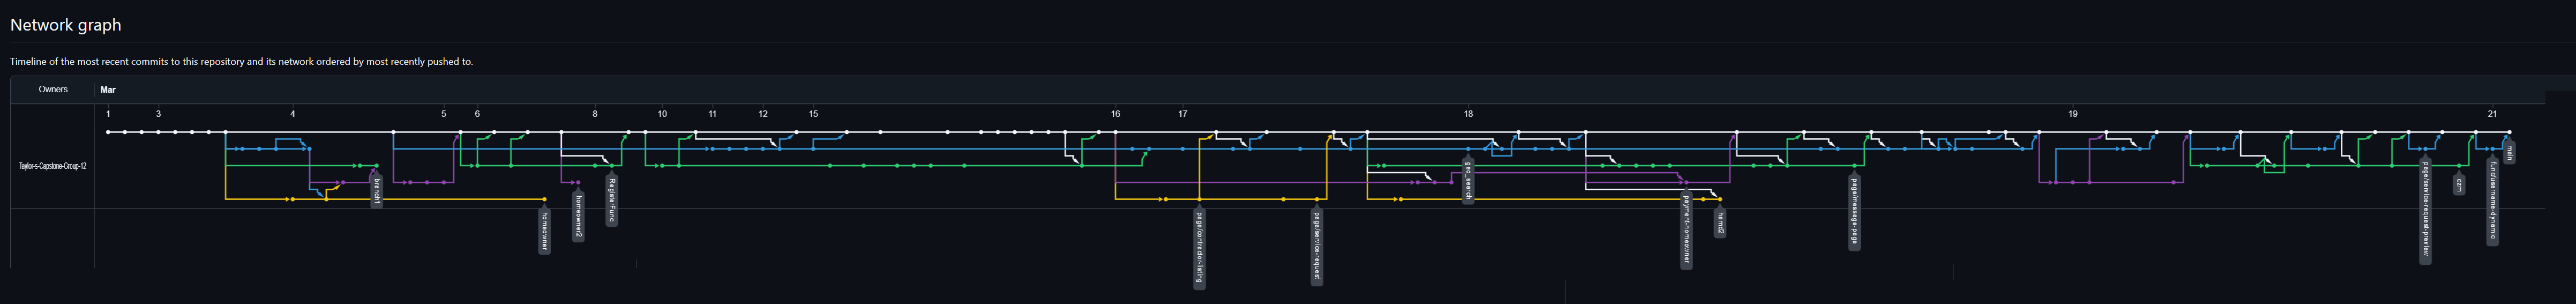 Network graph
Timeline of the most recent commits to this repository and its network ordered by most recently pushed to.
Owners
Mar
1 3 4 5 6 8 10 11 12 15 16 17 18 19 21
Taylor-s-Capstone-Group-12
branch1
homeowner
homeowner2
RegisterFunc
page/contractor-listing
page/service-request
geo_search
payment-homeowner
hamd2
page/message-page
page/service-request-preview
czm
fund/username-dynamic
main